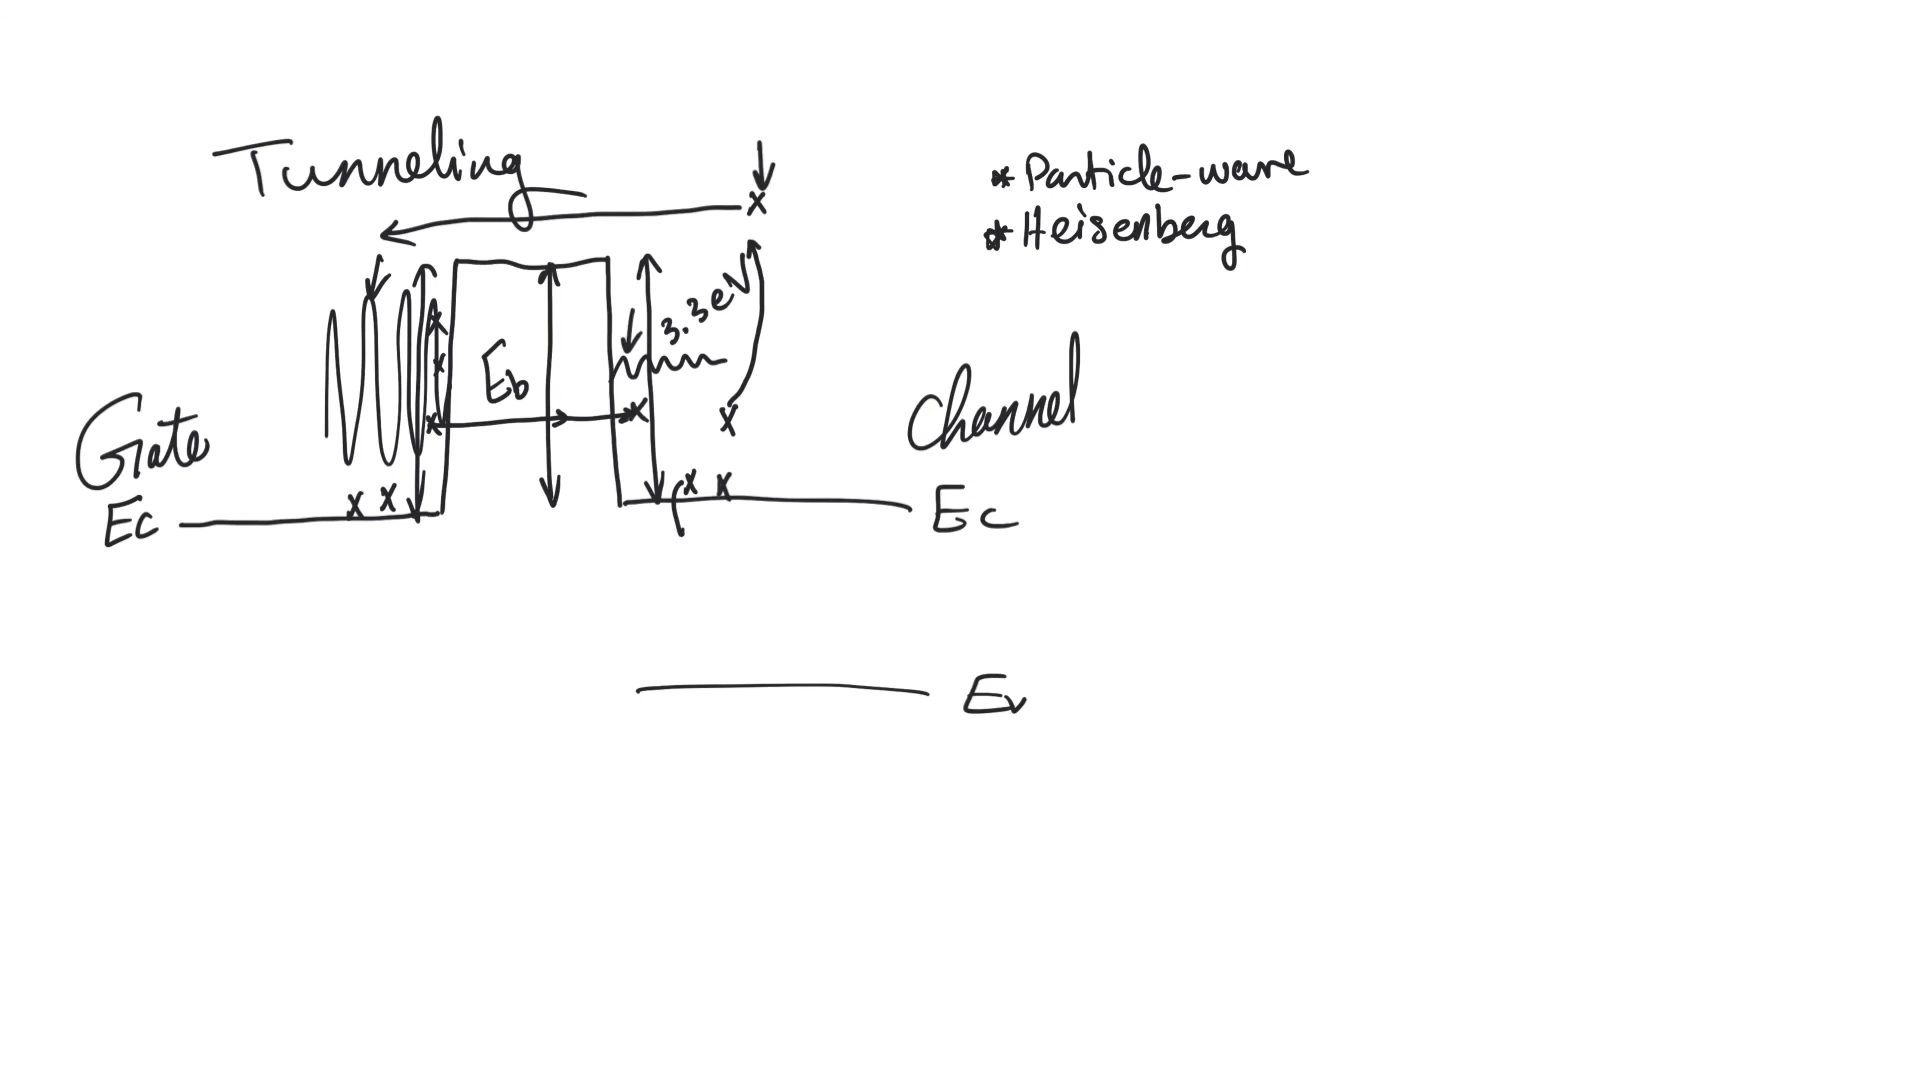 Tunneling
* Particle-wave
* Heisenberg
3.3eV
Eb
Gate
Channel
Ec
Ec
Ev